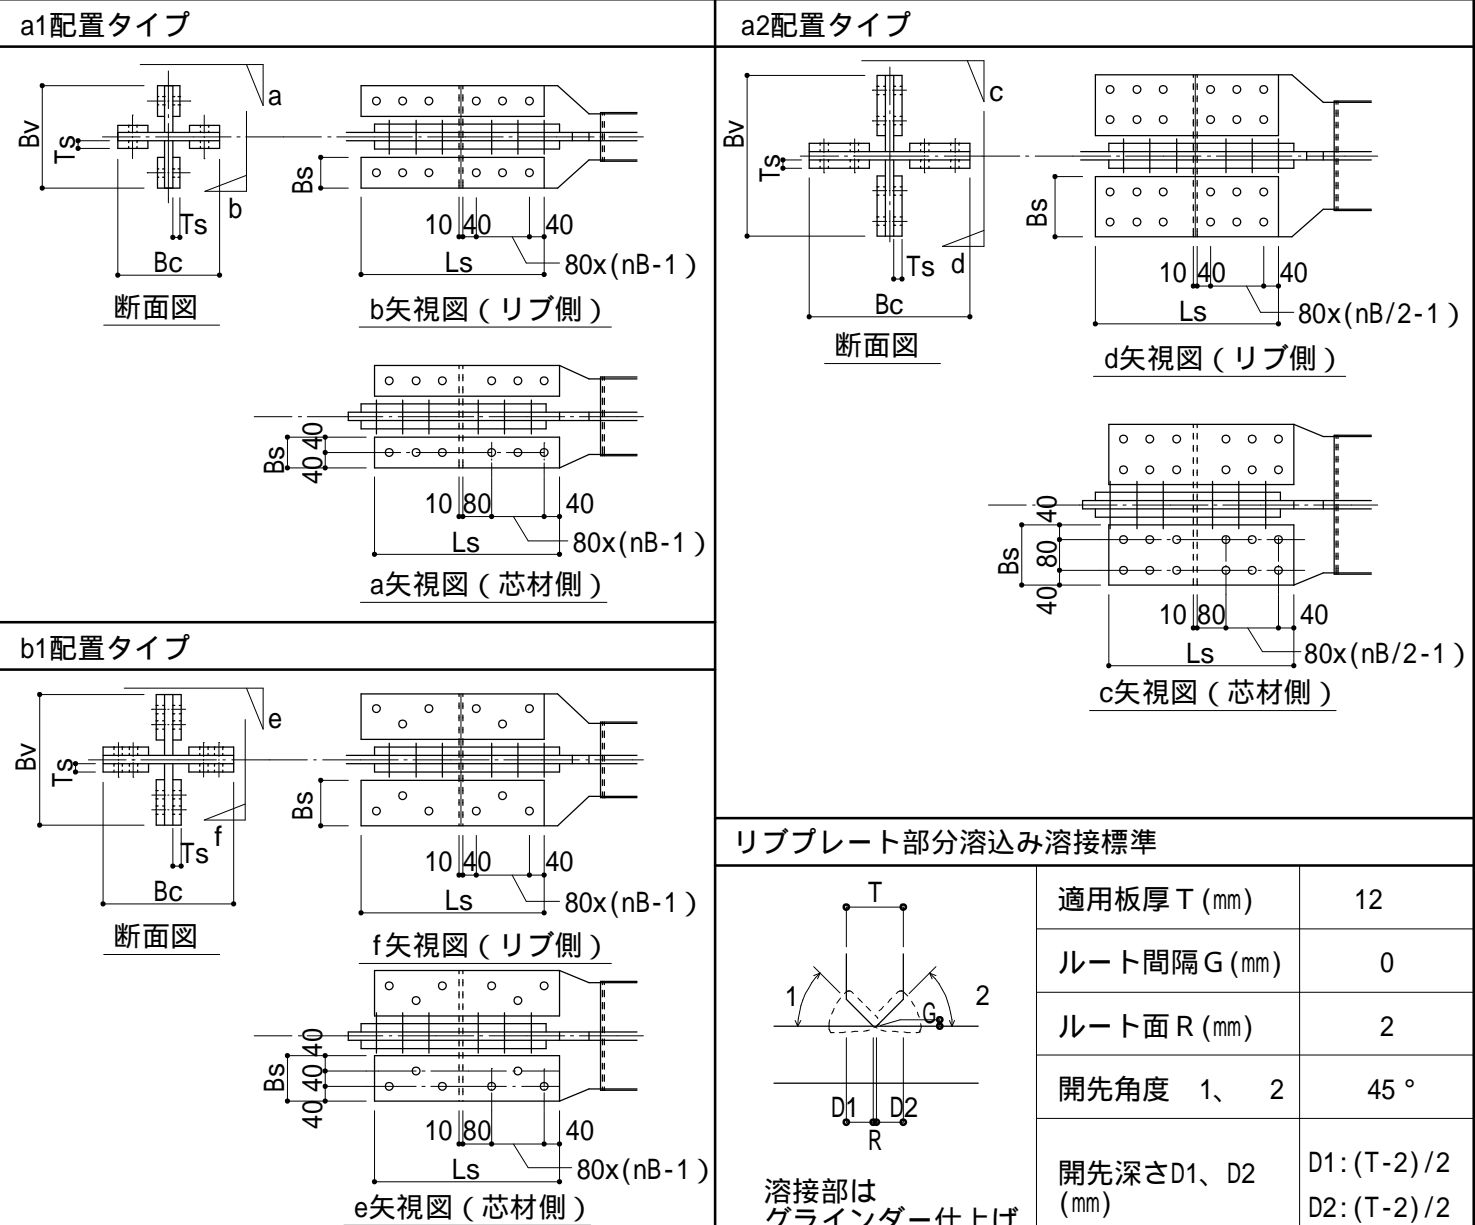 a1配置タイプ
a
Bv
Ts
b
Ts
Bc
断面図
Bs
10 40 40
Ls
80x(nB-1)
b矢視図(リブ側)
Bs
40
40
10 80 40
Ls
80x(nB-1)
a矢視図(芯材側)
a2配置タイプ
c
Bv
Ts
Ts
d
Bc
断面図
Bs
10 40 40
Ls
80x(nB/2-1)
d矢視図(リブ側)
Bs
40
80
40
10 80 40
Ls
80x(nB/2-1)
c矢視図(芯材側)
b1配置タイプ
e
Bv
Ts
f
Ts
Bc
断面図
Bs
10 40 40
Ls
80x(nB-1)
f矢視図(リブ側)
Bs
40
40
40
10 80 40
Ls
80x(nB-1)
e矢視図(芯材側)
リブプレート部分溶込み溶接標準
T
1
2
G
D1
D2
R
溶接部は
グラインダー仕上げ
適用板厚T(㎜) 12
ルート間隔G(㎜) 0
ルート面R(㎜) 2
開先角度 1、 2 45°
開先深さD1、D2
(㎜)
D1:(T-2)/2
D2:(T-2)/2